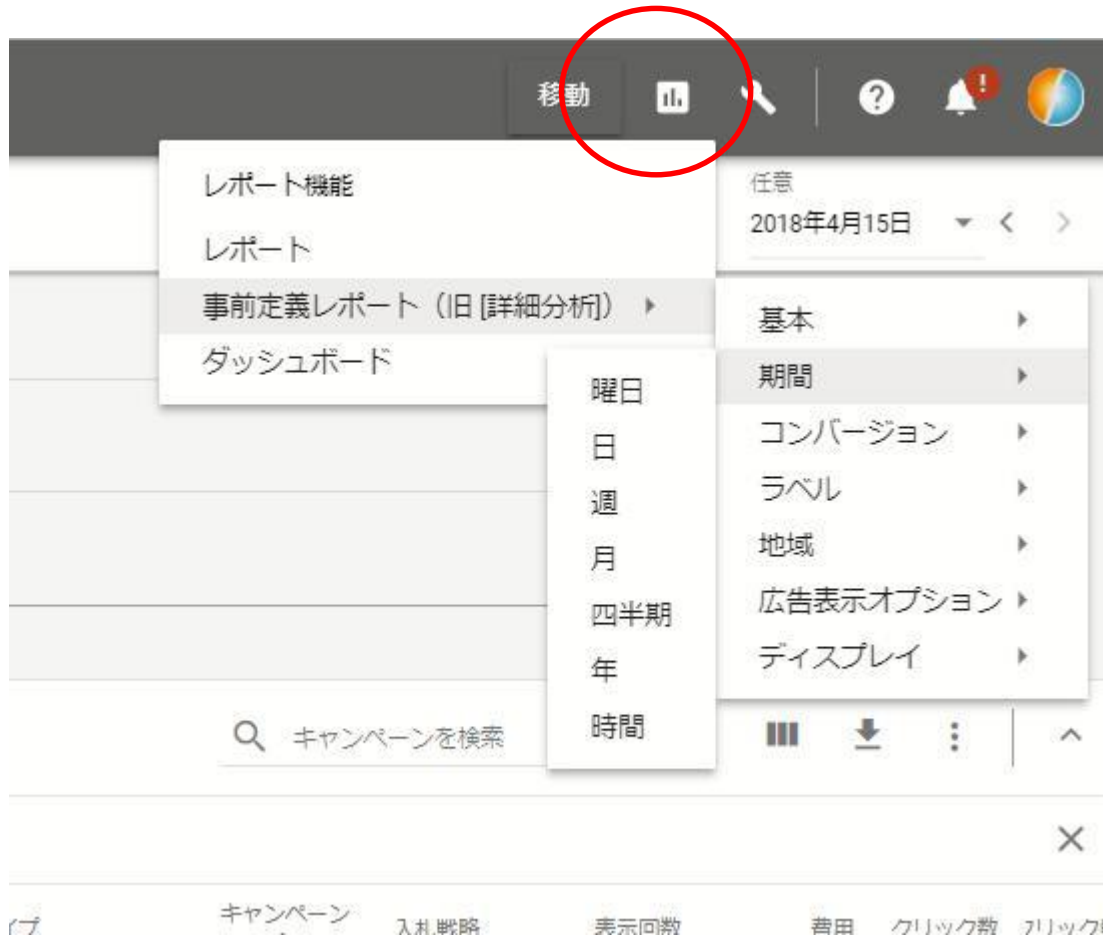 移動
!
任意
2018年4月15日
レポート機能
レポート
事前定義レポート（旧 [詳細分析]）
ダッシュボード
基本
期間
コンバージョン
ラベル
地域
広告表示オプション
ディスプレイ
曜日
日
週
月
四半期
年
時間
キャンペーンを検索
キャンペーン 入札戦略 表示回数 費用 クリック数